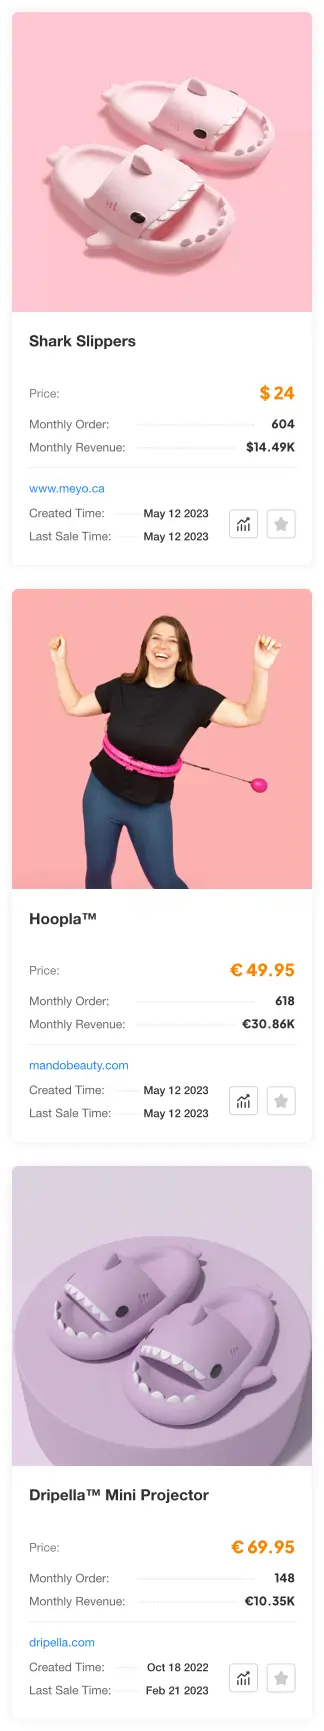 Shark Slippers
Price: $ 24
Monthly Order: 604
Monthly Revenue: $14.49K
www.meyo.ca
Created Time: May 12 2023
Last Sale Time: May 12 2023
Hoopla™
Price: € 49.95
Monthly Order: 618
Monthly Revenue: €30.86K
mandobeauty.com
Created Time: May 12 2023
Last Sale Time: May 12 2023
Dripella™ Mini Projector
Price: € 69.95
Monthly Order: 148
Monthly Revenue: €10.35K
dripella.com
Created Time: Oct 18 2022
Last Sale Time: Feb 21 2023